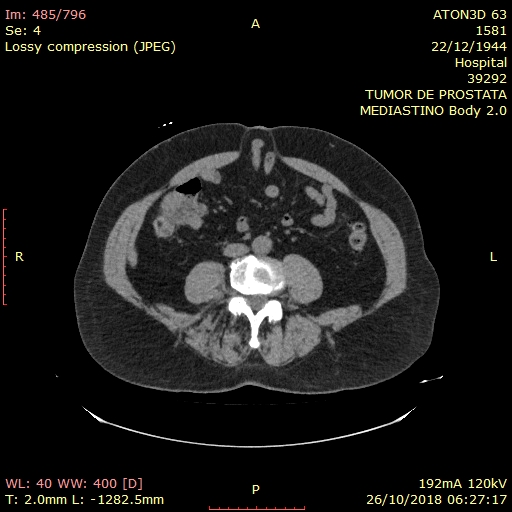 Im: 485/796
Se: 4
Lossy compression (JPEG)
A
ATON3D 63
1581
22/12/1944
Hospital
39292
TUMOR DE PROSTATA
MEDIASTINO Body 2.0
R
L
WL: 40 WW: 400 [D]
T: 2.0mm L: -1282.5mm
P
192mA 120kV
26/10/2018 06:27:17